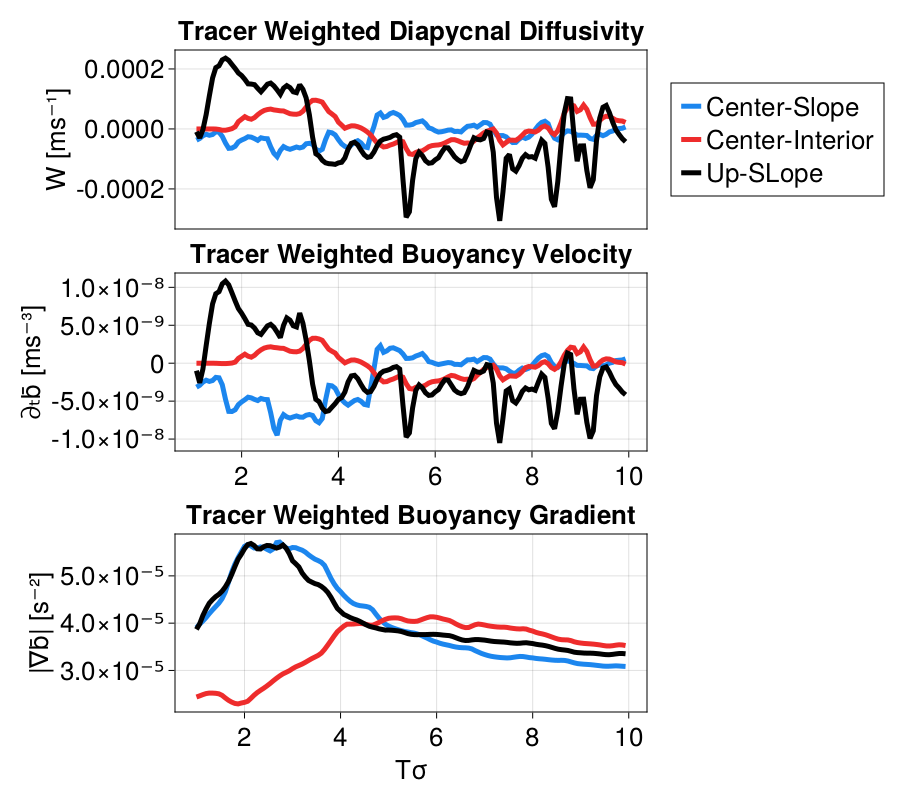 Tracer Weighted Diapycnal Diffusivity
W [ms⁻¹]
0.0002
0.0000
-0.0002
Center-Slope
Center-Interior
Up-SLope
Tracer Weighted Buoyancy Velocity
∂ₜb̄ [ms⁻³]
1.0×10⁻⁸
5.0×10⁻⁹
0
-5.0×10⁻⁹
-1.0×10⁻⁸
2 4 6 8 10
Tracer Weighted Buoyancy Gradient
|∇b̄| [s⁻²]
5.0×10⁻⁵
4.0×10⁻⁵
3.0×10⁻⁵
2 4 6 8 10
Tσ